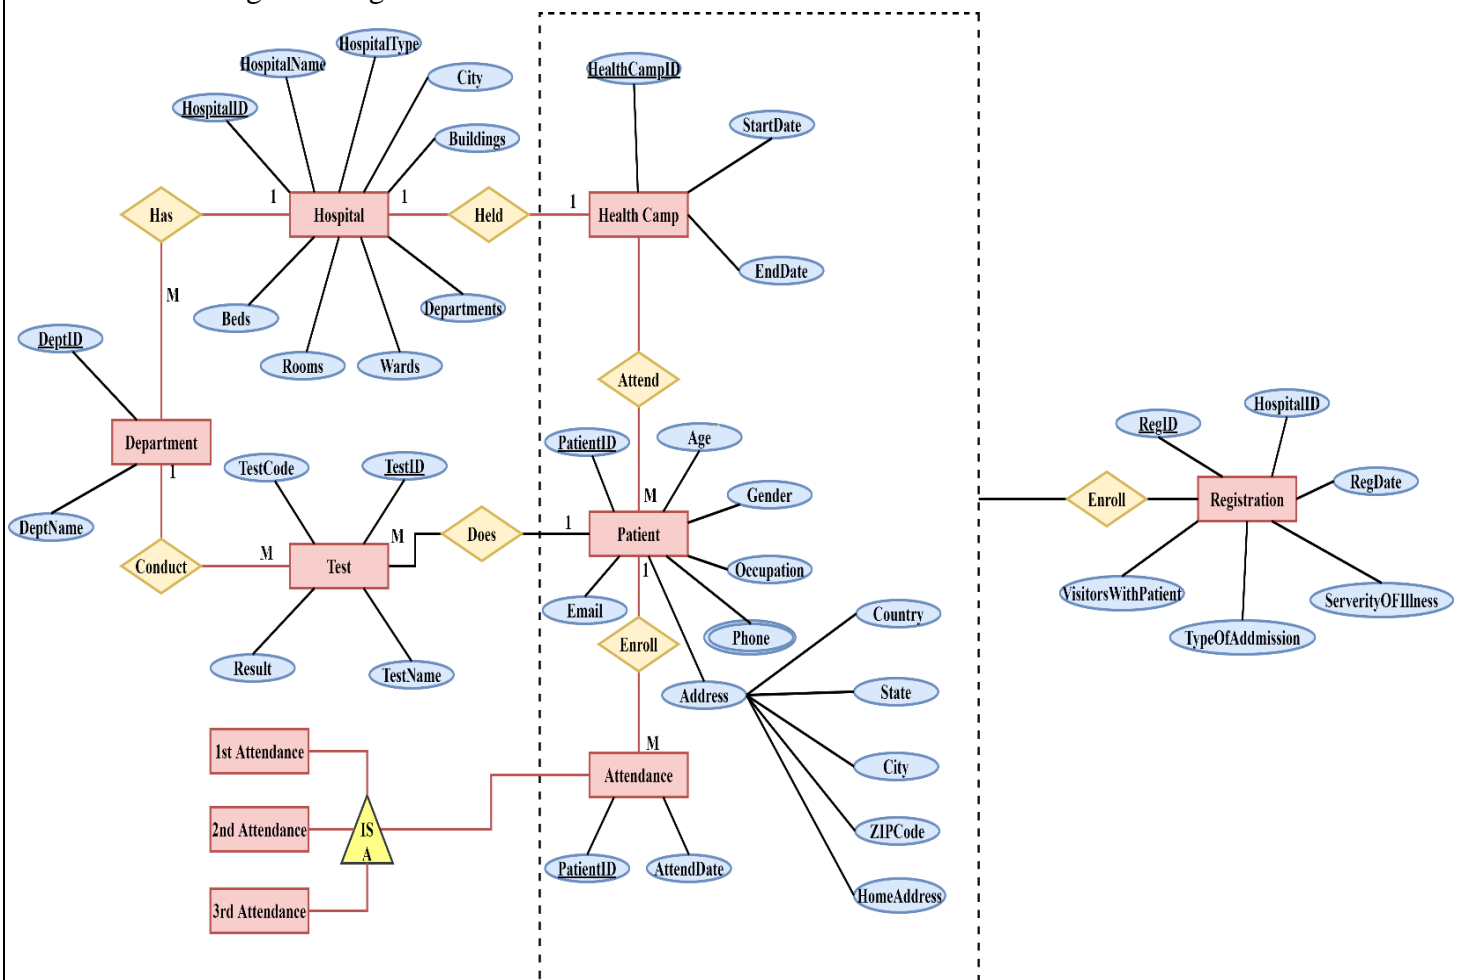 HospitalType
HospitalName
City
HealthCampID
HospitalID
StartDate
Buildings
1
1
1
Has
Hospital
Held
Health Camp
EndDate
M
Departments
Beds
DeptID
Rooms
Wards
Attend
HospitalID
RegID
Age
PatientID
Department
TestCode
TestID
1
Gender
RegDate
M
Enroll
Registration
DeptName
M
Does
1
Patient
Conduct
M
Test
1
Occupation
VisitorsWithPatient
ServerityOFIllness
Email
Country
Phone
TypeOfAddmission
Enroll
Result
TestName
Address
State
M
1st Attendance
City
Attendance
2nd Attendance
IS
A
ZIPCode
PatientID
AttendDate
HomeAddress
3rd Attendance